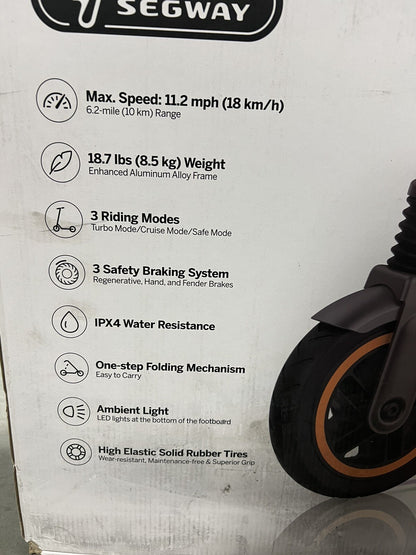 SEGWAY
Max. Speed: 11.2 mph (18 km/h)
6.2-mile (10 km) Range
18.7 lbs (8.5 kg) Weight
Enhanced Aluminum Alloy Frame
3 Riding Modes
Turbo Mode/Cruise Mode/Safe Mode
3 Safety Braking System
Regenerative, Hand, and Fender Brakes
IPX4 Water Resistance
One-step Folding Mechanism
Easy to Carry
Ambient Light
LED lights at the bottom of the footboard
High Elastic Solid Rubber Tires
Wear-resistant, Maintenance-free & Superior Grip